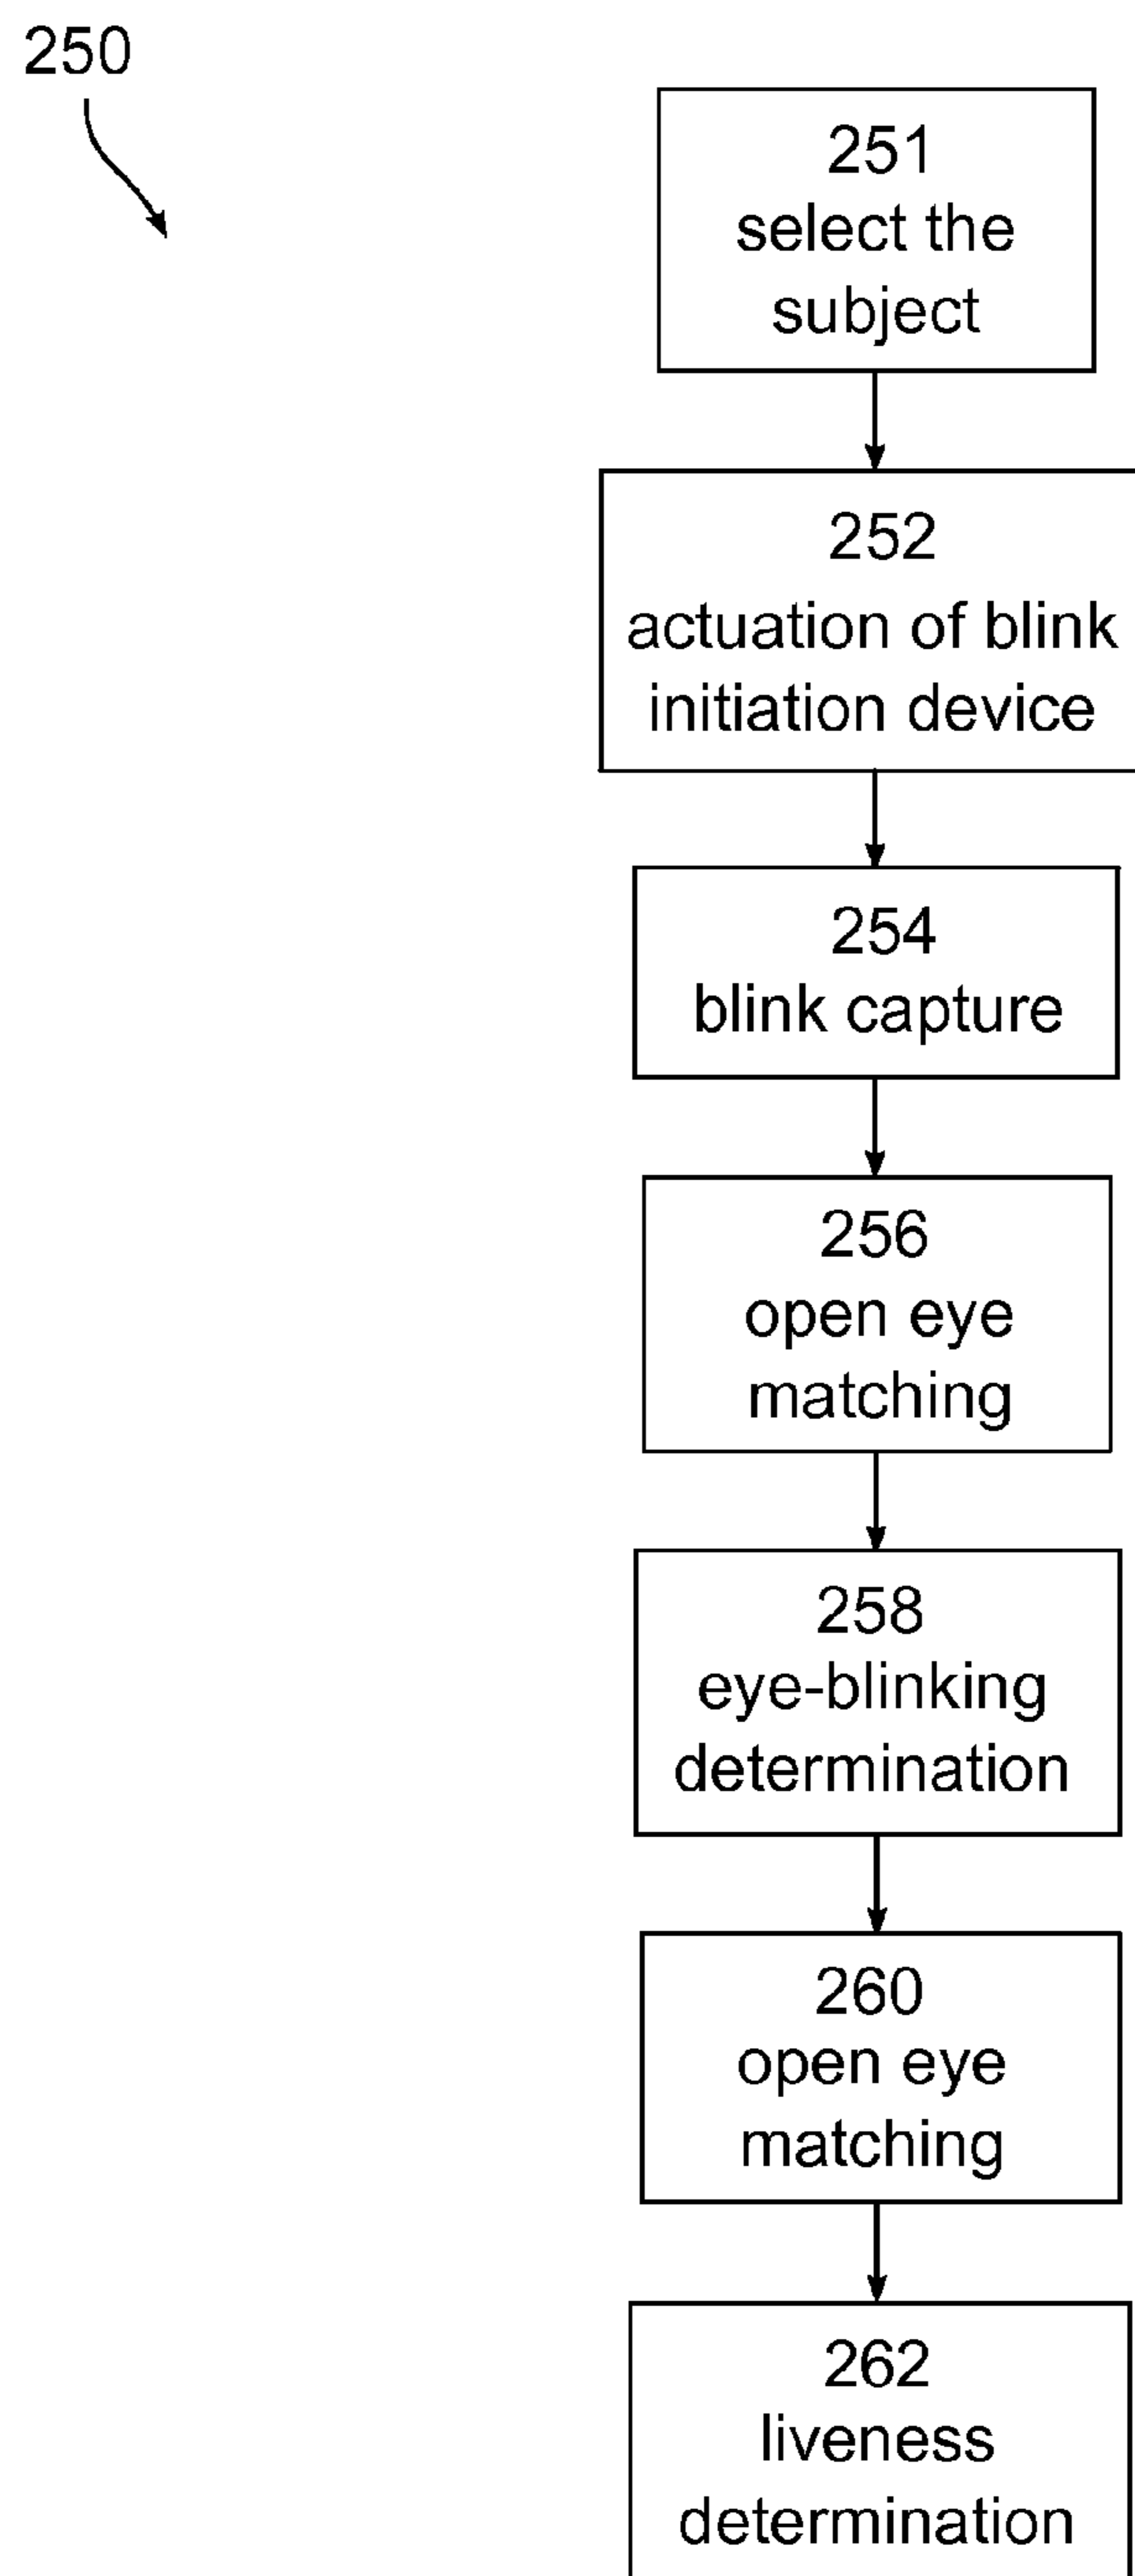 250
251
select the
subject
252
actuation of blink
initiation device
254
blink capture
256
open eye
matching
258
eye-blinking
determination
260
open eye
matching
262
liveness
determination